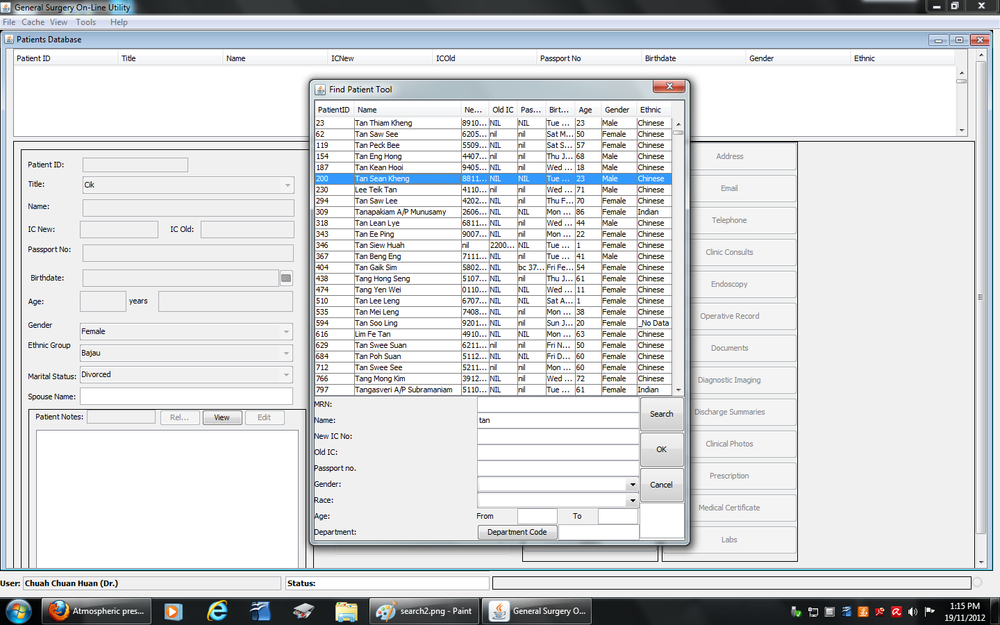 General Surgery On-Line Utility
File Cache View Tools Help
Patients Database
Patient ID Title Name ICNew ICOld Passport No Birthdate Gender Ethnic
Find Patient Tool
PatientID Name Ne... Old IC Pas... Birt... Age Gender Ethnic
23 Tan Thiam Kheng 8910... NIL NIL Tue ... 23 Male Chinese
62 Tan Saw See 6205... nil nil Sat M... 50 Female Chinese
119 Tan Peck Bee 5509... NIL nil Sat S... 57 Female Chinese
154 Tan Eng Hong 4407... nil nil Thu J... 68 Male Chinese
187 Tan Kean Hooi 9405... NIL nil Wed ... 18 Male Chinese
200 Tan Sean Kheng 8811... NIL NIL Tue ... 23 Male Chinese
230 Lee Teik Tan 4110... nil nil Wed ... 71 Male Chinese
294 Tan Saw Lee 4202... NIL nil Thu F... 70 Female Chinese
309 Tanapakiam A/P Munusamy 2606... NIL NIL Mon ... 86 Female Indian
318 Tan Lean Lye 6811... NIL nil Wed ... 44 Male Chinese
343 Tan Ee Ping 9007... NIL nil Mon ... 22 Female Chinese
346 Tan Siew Huah nil 2200... NIL Tue ... 1 Female Chinese
367 Tan Beng Eng 7111... NIL nil Tue ... 41 Male Chinese
404 Tan Gaik Sim 5802... NIL bc 37... Fri Fe... 54 Female Chinese
438 Tang Hong Seng 5107... NIL nil Thu J... 61 Female Chinese
474 Tang Yen Wei 0110... NIL NIL Wed ... 11 Female Chinese
510 Tan Lee Leng 6707... NIL NIL Sat A... 1 Female Chinese
535 Tan Mei Leng 7408... NIL nil Mon ... 38 Female Chinese
594 Tan Soo Ling 9201... NIL nil Sun J... 20 Female _No Data
616 Lim Fe Tan 4910... NIL NIL Mon ... 63 Female Chinese
629 Tan Swee Suan 6211... nil nil Fri N... 50 Female Chinese
684 Tan Poh Suan 5112... NIL nil Fri D... 60 Female Chinese
712 Tan Swee See 5211... nil nil Mon ... 60 Female Chinese
766 Tang Mong Kim 3912... NIL nil Wed ... 72 Female Chinese
797 Tangasveri A/P Subramaniam 5110... NIL nil Tue ... 61 Female Indian
MRN:
Name: tan
New IC No:
Old IC:
Passport no.
Gender:
Race:
Age: From To
Department: Department Code
Search
OK
Cancel
Patient ID:
Title: Cik
Name:
IC New: IC Old:
Passport No:
Birthdate:
Age: years
Gender Female
Ethnic Group Bajau
Marital Status: Divorced
Spouse Name:
Patient Notes: Rel... View Edit
Address
Email
Telephone
Clinic Consults
Endoscopy
Operative Record
Documents
Diagnostic Imaging
Discharge Summaries
Clinical Photos
Prescription
Medical Certificate
Labs
User: Chuah Chuan Huan (Dr.) Status:
Atmospheric pres... search2.png - Paint General Surgery O... 1:15 PM
19/11/2012